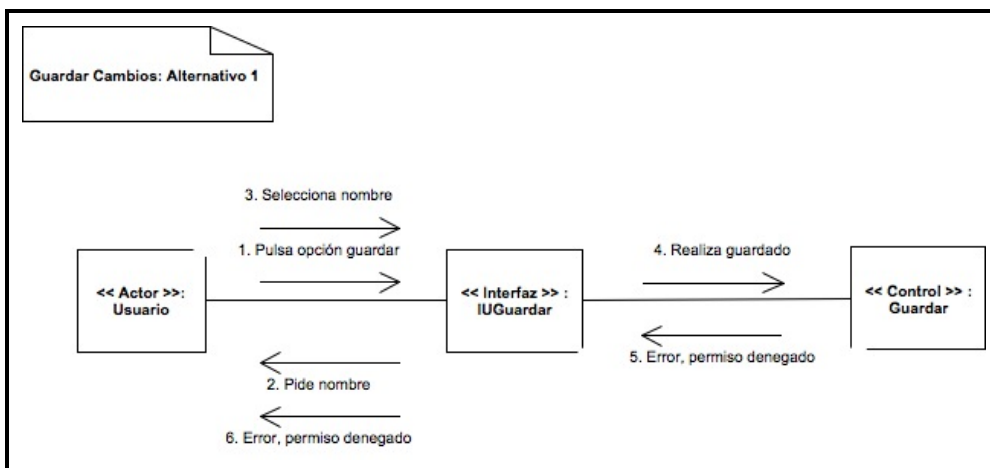 Guardar Cambios: Alternativo 1
3. Selecciona nombre
1. Pulsa opción guardar
4. Realiza guardado
<< Actor >>:
Usuario
<< Interfaz >> :
IUGuardar
<< Control >> :
Guardar
2. Pide nombre
5. Error, permiso denegado
6. Error, permiso denegado